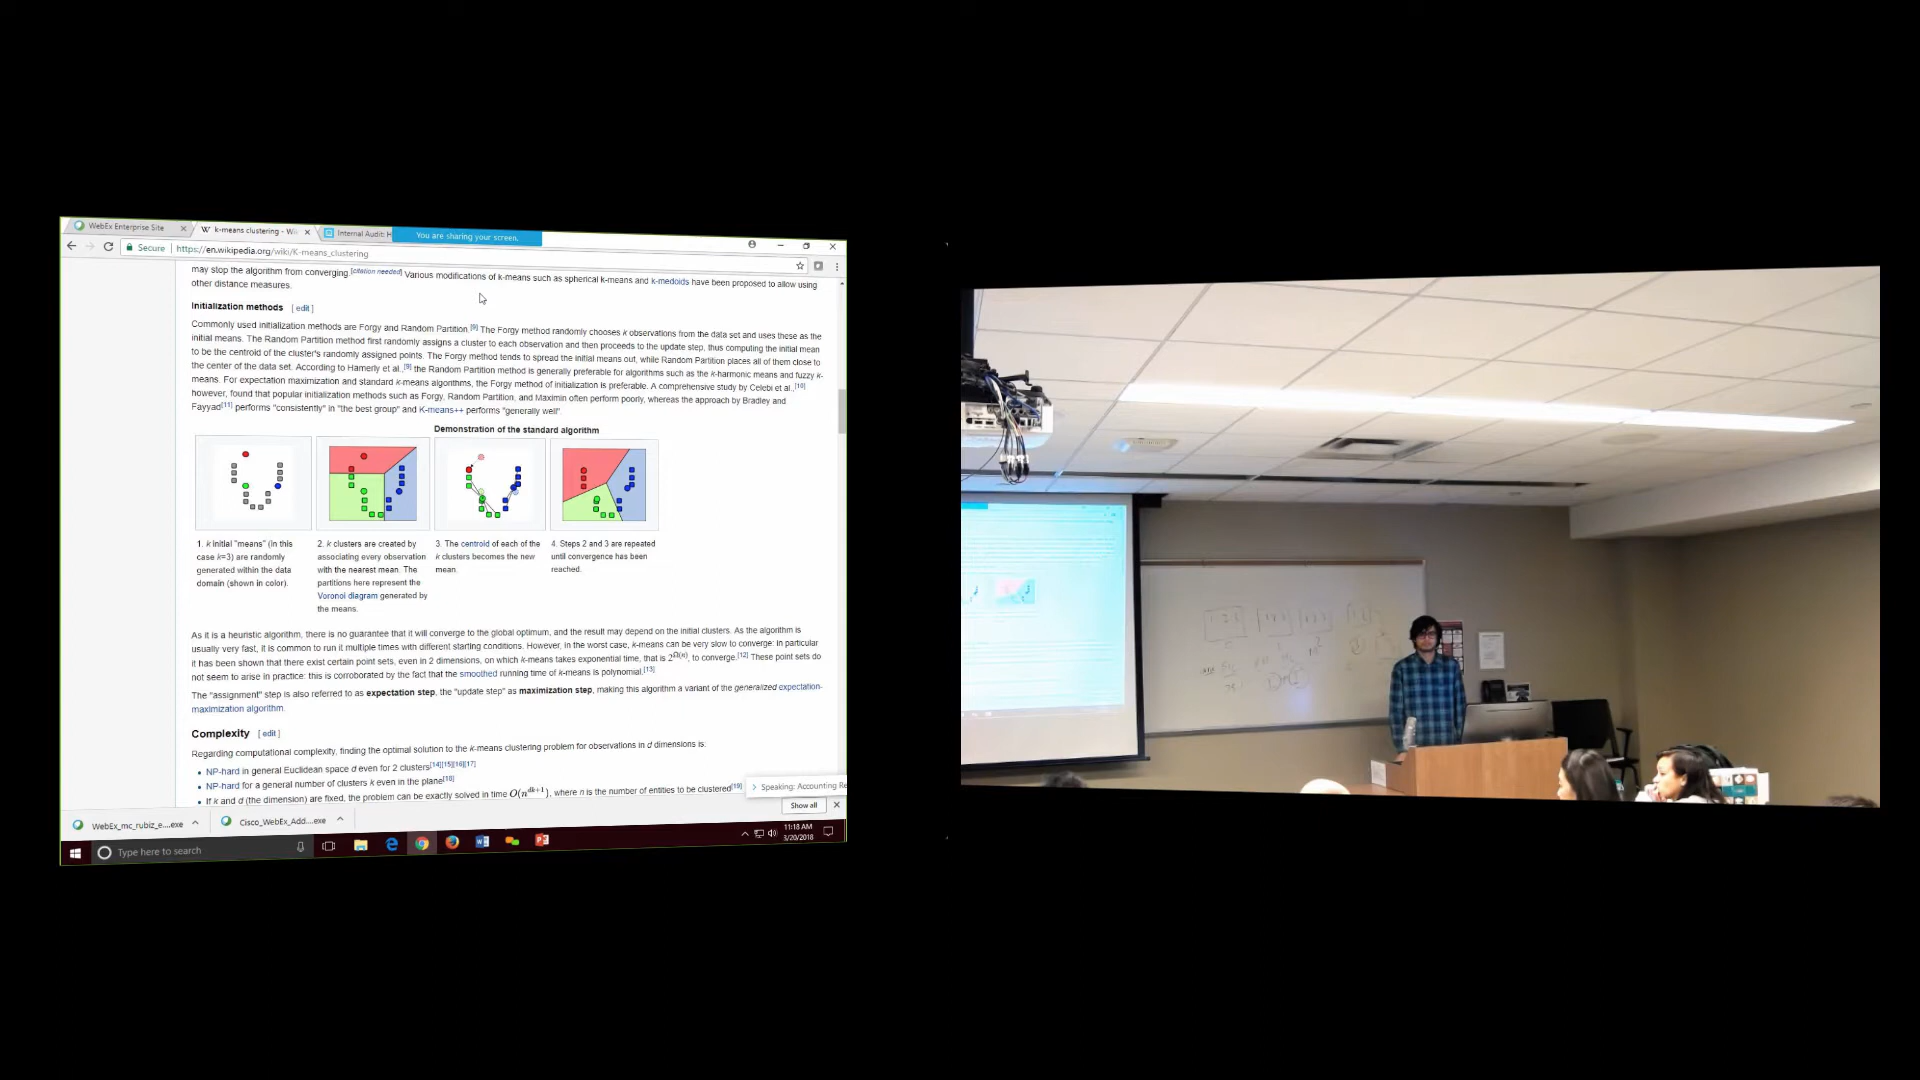 WebEx Enterprise Site
k-means clustering - Wi
Internal Audit: H
You are sharing your screen.
Secure | https://en.wikipedia.org/wiki/K-means_clustering
may stop the algorithm from converging.[citation needed] Various modifications of k-means such as spherical k-means and k-medoids have been proposed to allow using
other distance measures.
Initialization methods [ edit ]
Commonly used initialization methods are Forgy and Random Partition.[9] The Forgy method randomly chooses k observations from the data set and uses these as the
initial means. The Random Partition method first randomly assigns a cluster to each observation and then proceeds to the update step, thus computing the initial mean
to be the centroid of the cluster's randomly assigned points. The Forgy method tends to spread the initial means out, while Random Partition places all of them close to
the center of the data set. According to Hamerly et al.,[9] the Random Partition method is generally preferable for algorithms such as the k-harmonic means and fuzzy k-
means. For expectation maximization and standard k-means algorithms, the Forgy method of initialization is preferable. A comprehensive study by Celebi et al.,[10]
however, found that popular initialization methods such as Forgy, Random Partition, and Maximin often perform poorly, whereas the approach by Bradley and
Fayyad[11] performs "consistently" in "the best group" and K-means++ performs "generally well".
Demonstration of the standard algorithm
1. k initial "means" (in this
case k=3) are randomly
generated within the data
domain (shown in color).
2. k clusters are created by
associating every observation
with the nearest mean. The
partitions here represent the
Voronoi diagram generated by
the means.
3. The centroid of each of the
k clusters becomes the new
mean.
4. Steps 2 and 3 are repeated
until convergence has been
reached.
As it is a heuristic algorithm, there is no guarantee that it will converge to the global optimum, and the result may depend on the initial clusters. As the algorithm is
usually very fast, it is common to run it multiple times with different starting conditions. However, in the worst case, k-means can be very slow to converge: in particular
it has been shown that there exist certain point sets, even in 2 dimensions, on which k-means takes exponential time, that is 2^Ω(n), to converge.[12] These point sets do
not seem to arise in practice: this is corroborated by the fact that the smoothed running time of k-means is polynomial.[13]
The "assignment" step is also referred to as expectation step, the "update step" as maximization step, making this algorithm a variant of the generalized expectation-
maximization algorithm.
Complexity [ edit ]
Regarding computational complexity, finding the optimal solution to the k-means clustering problem for observations in d dimensions is:
• NP-hard in general Euclidean space d even for 2 clusters[14][15][16][17]
• NP-hard for a general number of clusters k even in the plane[18]
• If k and d (the dimension) are fixed, the problem can be exactly solved in time O(n^dk+1), where n is the number of entities to be clustered[19]
Speaking: Accounting Re
WebEx_mc_rubiz_e....exe
Cisco_WebEx_Add....exe
Show all
Type here to search
11:18 AM
3/20/2018